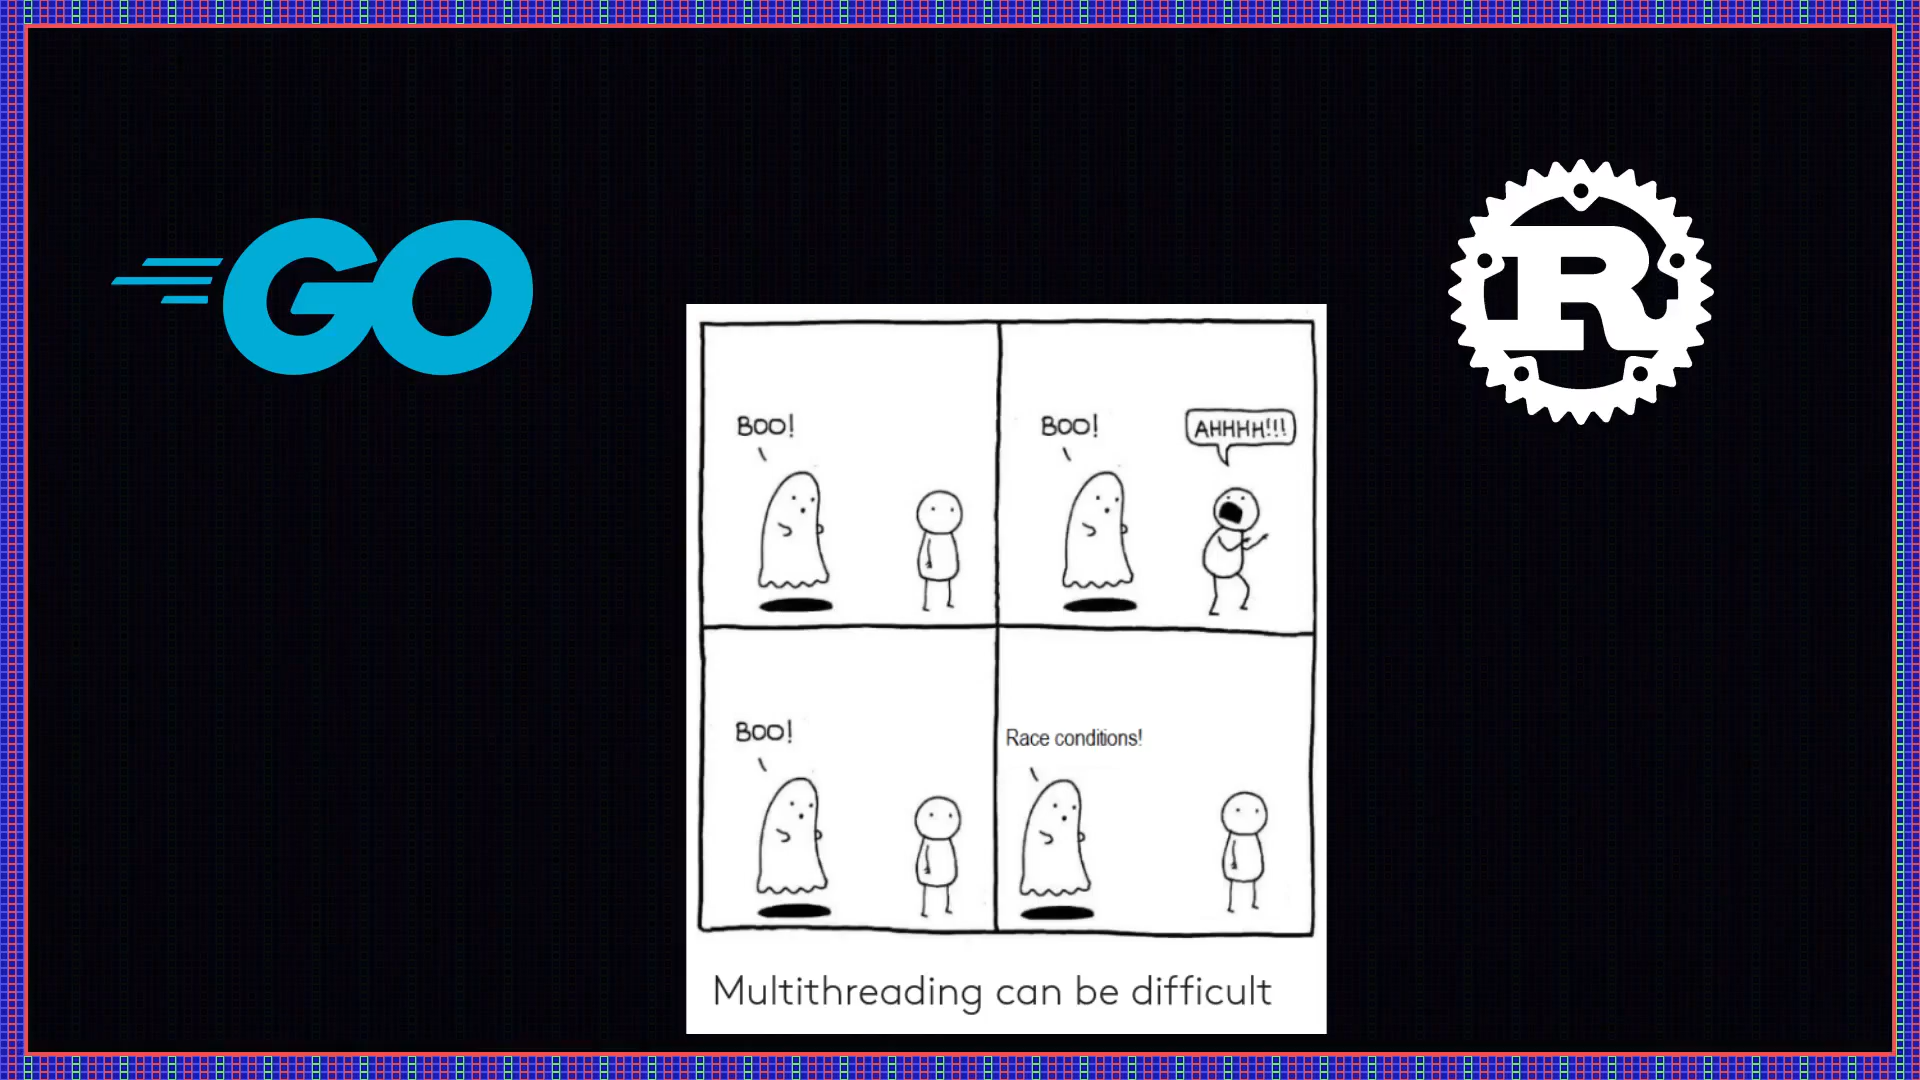 GO
R
BOO!
BOO!
AHHHH!!!
BOO!
Race conditions!
Multithreading can be difficult